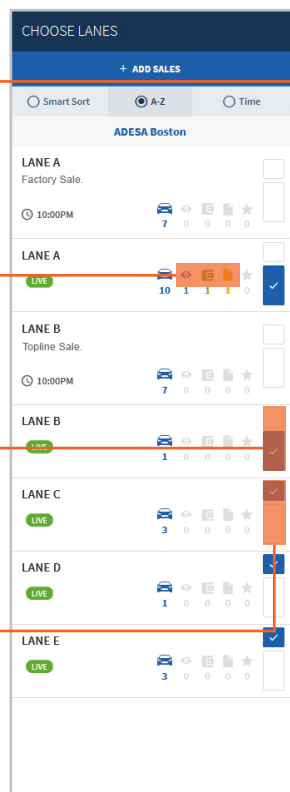 CHOOSE LANES
+ ADD SALES
Smart Sort A-Z Time
ADESA Boston
LANE A
Factory Sale.
10:00PM
7 0 0 0 0
LANE A
LIVE
10 1 1 1 0
LANE B
Topline Sale.
10:00PM
7 0 0 0 0
LANE B
LIVE
1 0 0 0 0
LANE C
LIVE
3 0 0 0 0
LANE D
LIVE
1 0 0 0 0
LANE E
LIVE
3 0 0 0 0